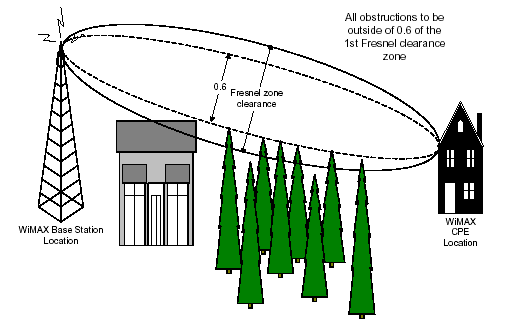 All obstructions to be
outside of 0.6 of the
1st Fresnel clearance
zone
0.6
Fresnel zone
clearance
WiMAX Base Station
Location
WiMAX
CPE
Location